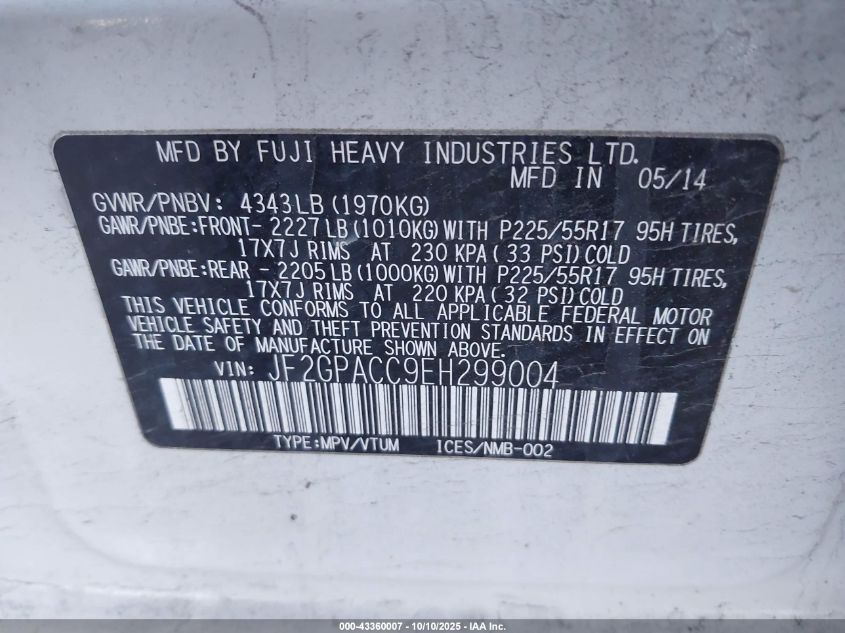 MFD BY FUJI HEAVY INDUSTRIES LTD.
MFD IN 05/14
GVWR/PNBV: 4343LB (1970KG)
GAWR/PNBE:FRONT- 2227LB (1010KG) WITH P225/55R17 95H TIRES,
17X7J RIMS AT 230 KPA ( 33 PSI) COLD
GAWR/PNBE:REAR - 2205LB (1000KG) WITH P225/55R17 95H TIRES,
17X7J RIMS AT 220 KPA ( 32 PSI) COLD
THIS VEHICLE CONFORMS TO ALL APPLICABLE FEDERAL MOTOR
VEHICLE SAFETY AND THEFT PREVENTION STANDARDS IN EFFECT ON
THE DATE OF MANUFACTURE SHOWN ABOVE.
VIN: JF2GPACC9EH299004
TYPE:MPV/VTUM ICES/NMB-002
000-43360007 - 10/10/2025 - IAA Inc.